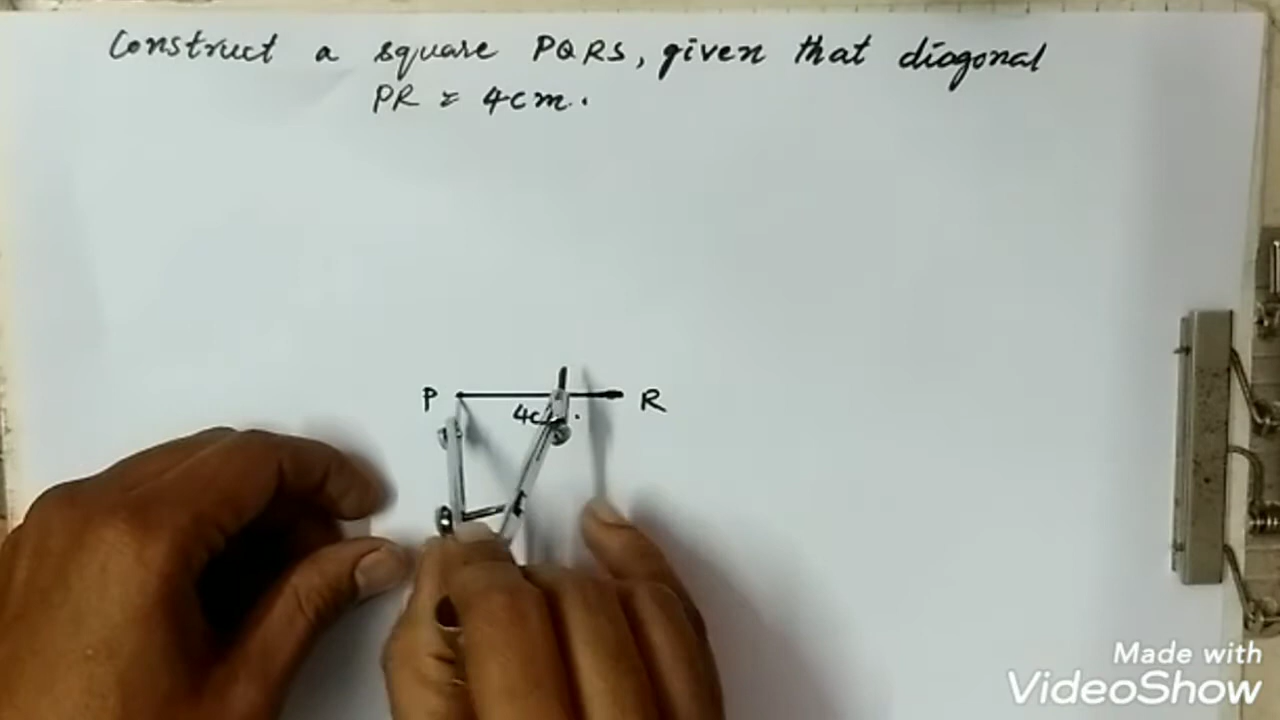 Construct a square PQRS, given that diagonal
PR = 4cm.
P
R
Made with
VideoShow